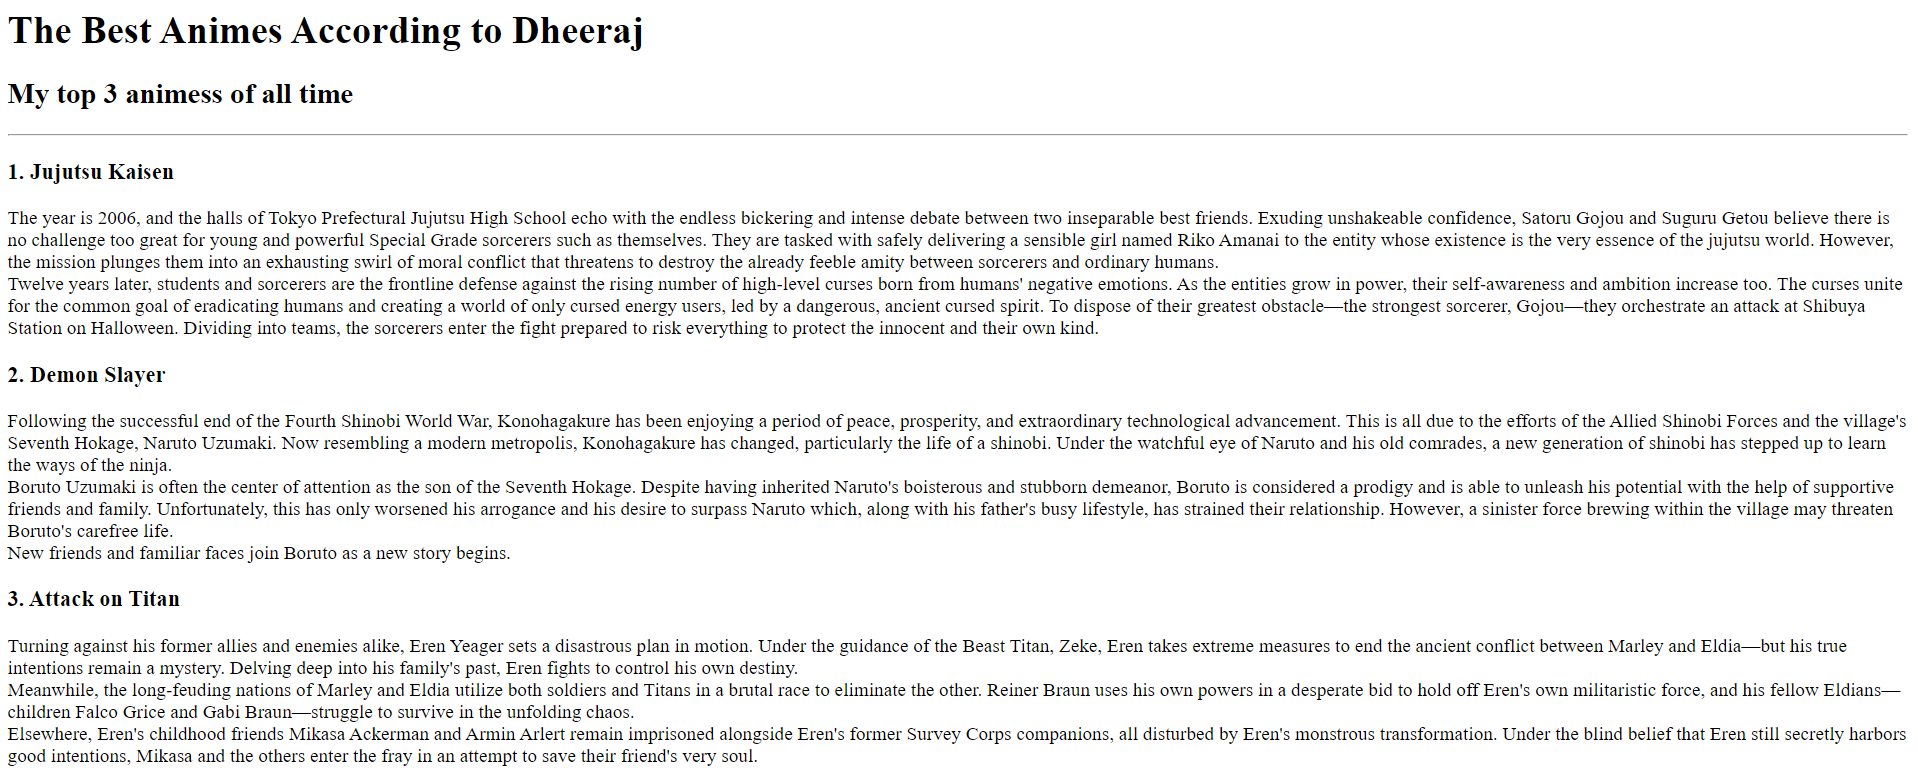 The Best Animes According to Dheeraj
My top 3 animess of all time
1. Jujutsu Kaisen
The year is 2006, and the halls of Tokyo Prefectural Jujutsu High School echo with the endless bickering and intense debate between two inseparable best friends. Exuding unshakeable confidence, Satoru Gojou and Suguru Getou believe there is
no challenge too great for young and powerful Special Grade sorcerers such as themselves. They are tasked with safely delivering a sensible girl named Riko Amanai to the entity whose existence is the very essence of the jujutsu world. However,
the mission plunges them into an exhausting swirl of moral conflict that threatens to destroy the already feeble amity between sorcerers and ordinary humans.
Twelve years later, students and sorcerers are the frontline defense against the rising number of high-level curses born from humans' negative emotions. As the entities grow in power, their self-awareness and ambition increase too. The curses unite
for the common goal of eradicating humans and creating a world of only cursed energy users, led by a dangerous, ancient cursed spirit. To dispose of their greatest obstacle—the strongest sorcerer, Gojou—they orchestrate an attack at Shibuya
Station on Halloween. Dividing into teams, the sorcerers enter the fight prepared to risk everything to protect the innocent and their own kind.
2. Demon Slayer
Following the successful end of the Fourth Shinobi World War, Konohagakure has been enjoying a period of peace, prosperity, and extraordinary technological advancement. This is all due to the efforts of the Allied Shinobi Forces and the village's
Seventh Hokage, Naruto Uzumaki. Now resembling a modern metropolis, Konohagakure has changed, particularly the life of a shinobi. Under the watchful eye of Naruto and his old comrades, a new generation of shinobi has stepped up to learn
the ways of the ninja.
Boruto Uzumaki is often the center of attention as the son of the Seventh Hokage. Despite having inherited Naruto's boisterous and stubborn demeanor, Boruto is considered a prodigy and is able to unleash his potential with the help of supportive
friends and family. Unfortunately, this has only worsened his arrogance and his desire to surpass Naruto which, along with his father's busy lifestyle, has strained their relationship. However, a sinister force brewing within the village may threaten
Boruto's carefree life.
New friends and familiar faces join Boruto as a new story begins.
3. Attack on Titan
Turning against his former allies and enemies alike, Eren Yeager sets a disastrous plan in motion. Under the guidance of the Beast Titan, Zeke, Eren takes extreme measures to end the ancient conflict between Marley and Eldia—but his true
intentions remain a mystery. Delving deep into his family's past, Eren fights to control his own destiny.
Meanwhile, the long-feuding nations of Marley and Eldia utilize both soldiers and Titans in a brutal race to eliminate the other. Reiner Braun uses his own powers in a desperate bid to hold off Eren's own militaristic force, and his fellow Eldians—
children Falco Grice and Gabi Braun—struggle to survive in the unfolding chaos.
Elsewhere, Eren's childhood friends Mikasa Ackerman and Armin Arlert remain imprisoned alongside Eren's former Survey Corps companions, all disturbed by Eren's monstrous transformation. Under the blind belief that Eren still secretly harbors
good intentions, Mikasa and the others enter the fray in an attempt to save their friend's very soul.